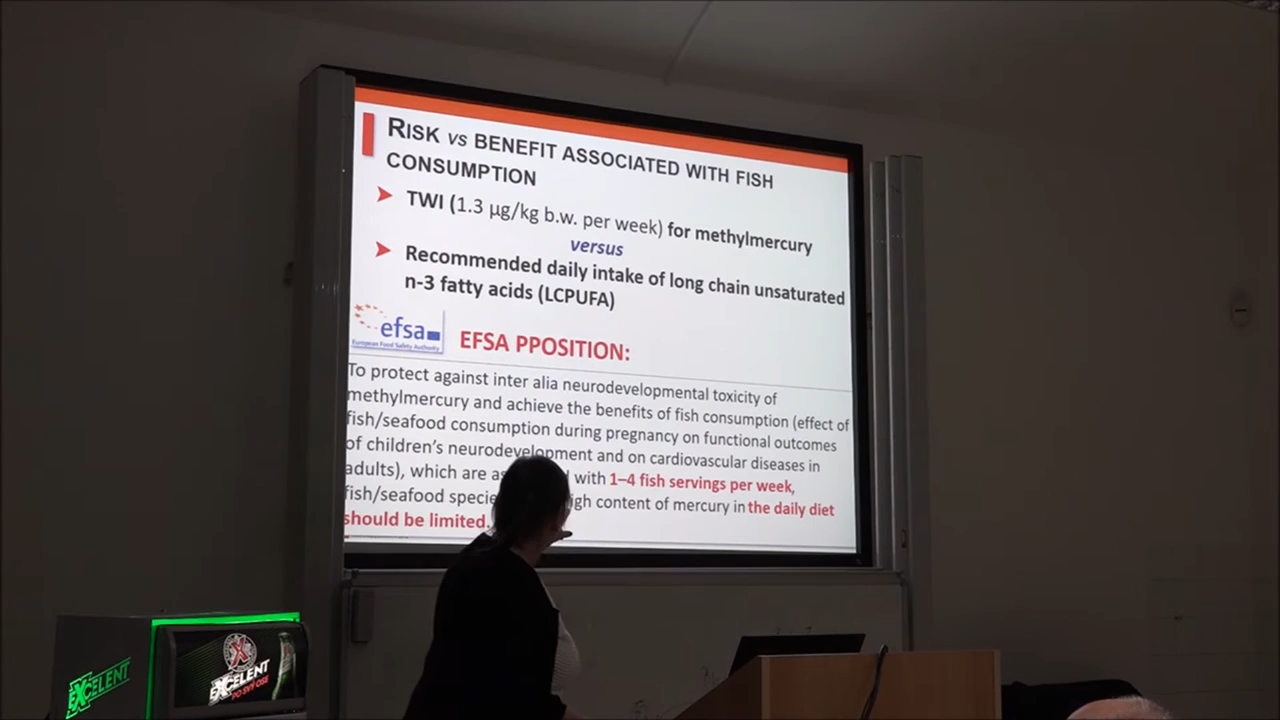 RISK vs BENEFIT ASSOCIATED WITH FISH
CONSUMPTION
TWI (1.3 µg/kg b.w. per week) for methylmercury
versus
Recommended daily intake of long chain unsaturated
n-3 fatty acids (LCPUFA)
efsa
European Food Safety Authority
EFSA PPOSITION:
To protect against inter alia neurodevelopmental toxicity of
methylmercury and achieve the benefits of fish consumption (effect of
fish/seafood consumption during pregnancy on functional outcomes
of children's neurodevelopment and on cardiovascular diseases in
adults), which are with 1–4 fish servings per week,
fish/seafood content of mercury in the daily diet
should be limited.
EXCELENT
EXCELENT
PO SVÉ OSE